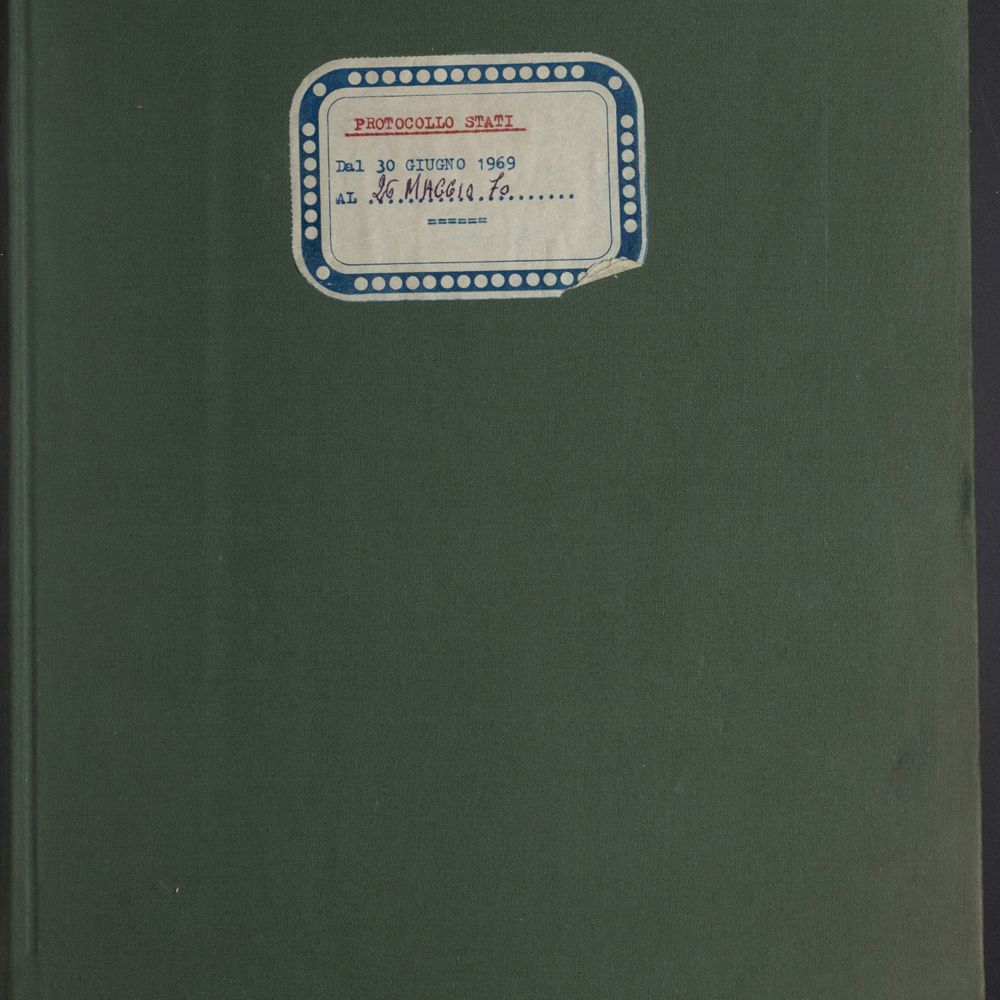 PROTOCOLLO STATI
Dal 30 GIUGNO 1969
AL 26 MAGGIO 70